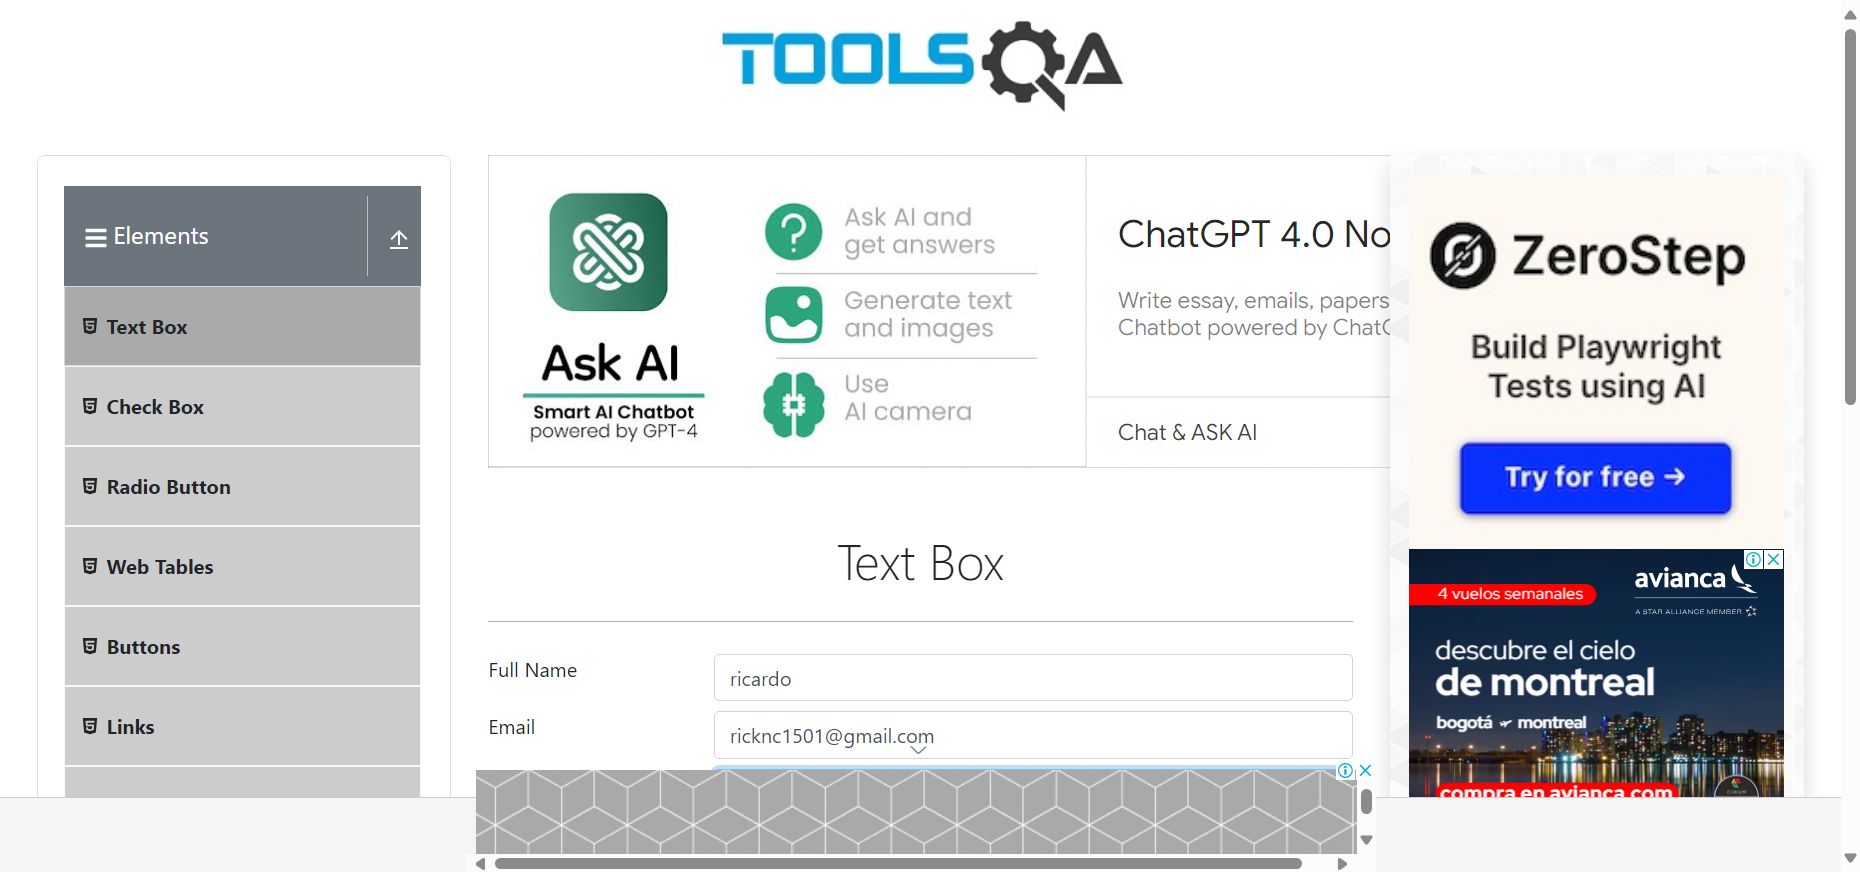 TOOLSQA
Elements
Text Box
Check Box
Radio Button
Web Tables
Buttons
Links
Ask AI
Smart AI Chatbot
powered by GPT-4
Ask AI and
get answers
Generate text
and images
Use
AI camera
ChatGPT 4.0 No
Write essay, emails, papers
Chatbot powered by Chat
Chat & ASK AI
ZeroStep
Build Playwright
Tests using AI
Try for free →
4 vuelos semanales
avianca
A STAR ALLIANCE MEMBER
descubre el cielo
de montreal
bogotá montreal
compra en avianca.com
Text Box
Full Name
ricardo
Email
ricknc1501@gmail.com